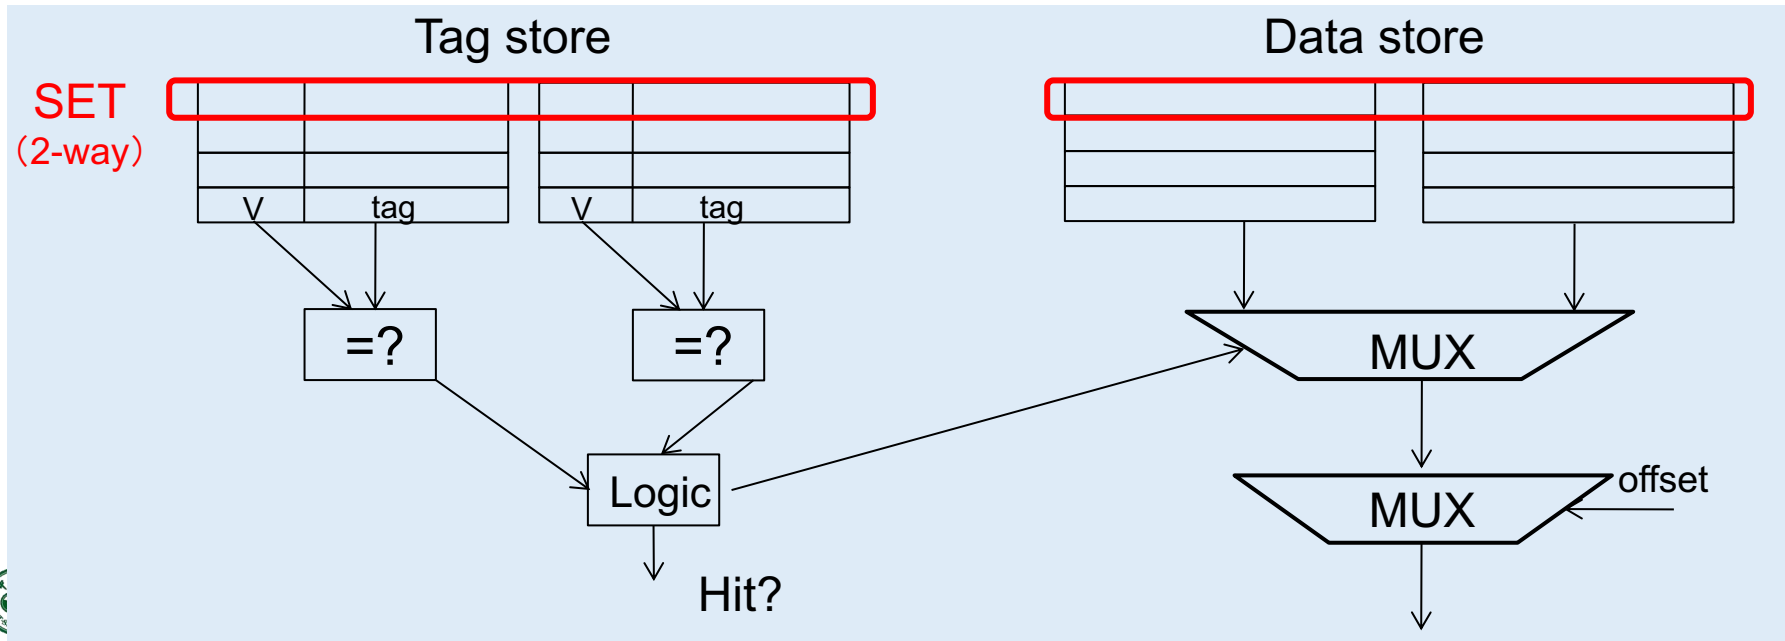 Tag store
Data store
SET
（2-way）
V
tag
V
tag
=?
=?
MUX
Logic
MUX
offset
Hit?